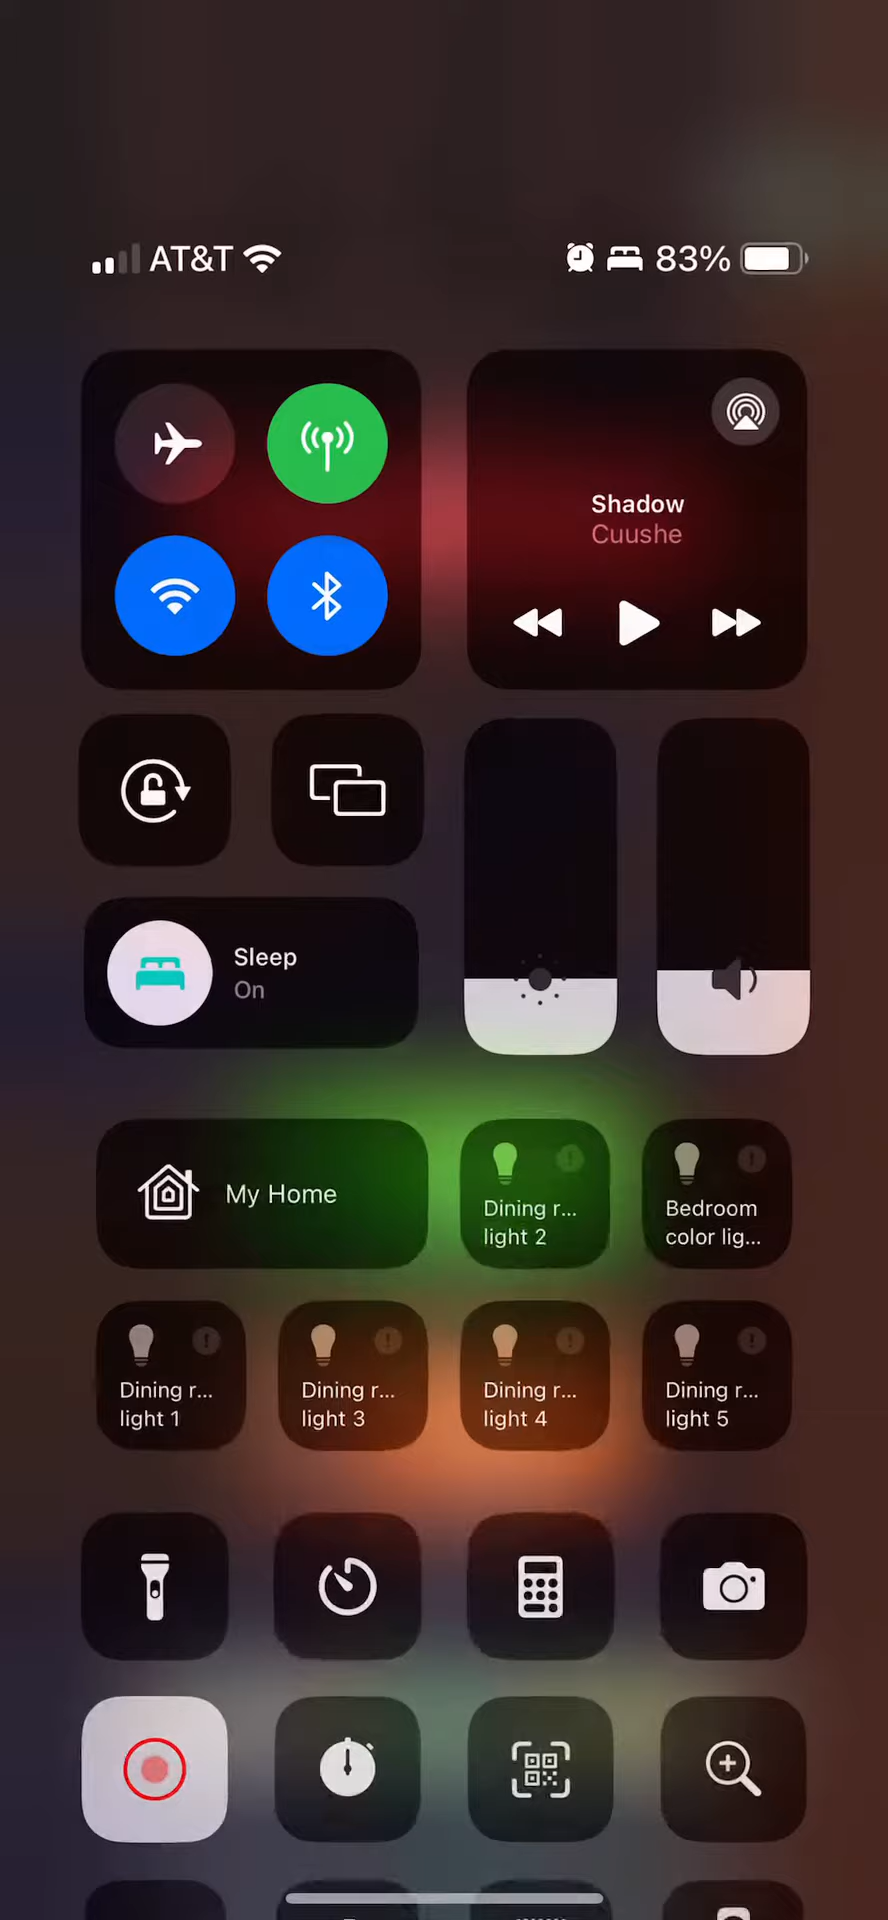 AT&T 83%
Shadow
Cuushe
Sleep
On
My Home
Dining r...
light 2
Bedroom
color lig...
Dining r...
light 1
Dining r...
light 3
Dining r...
light 4
Dining r...
light 5